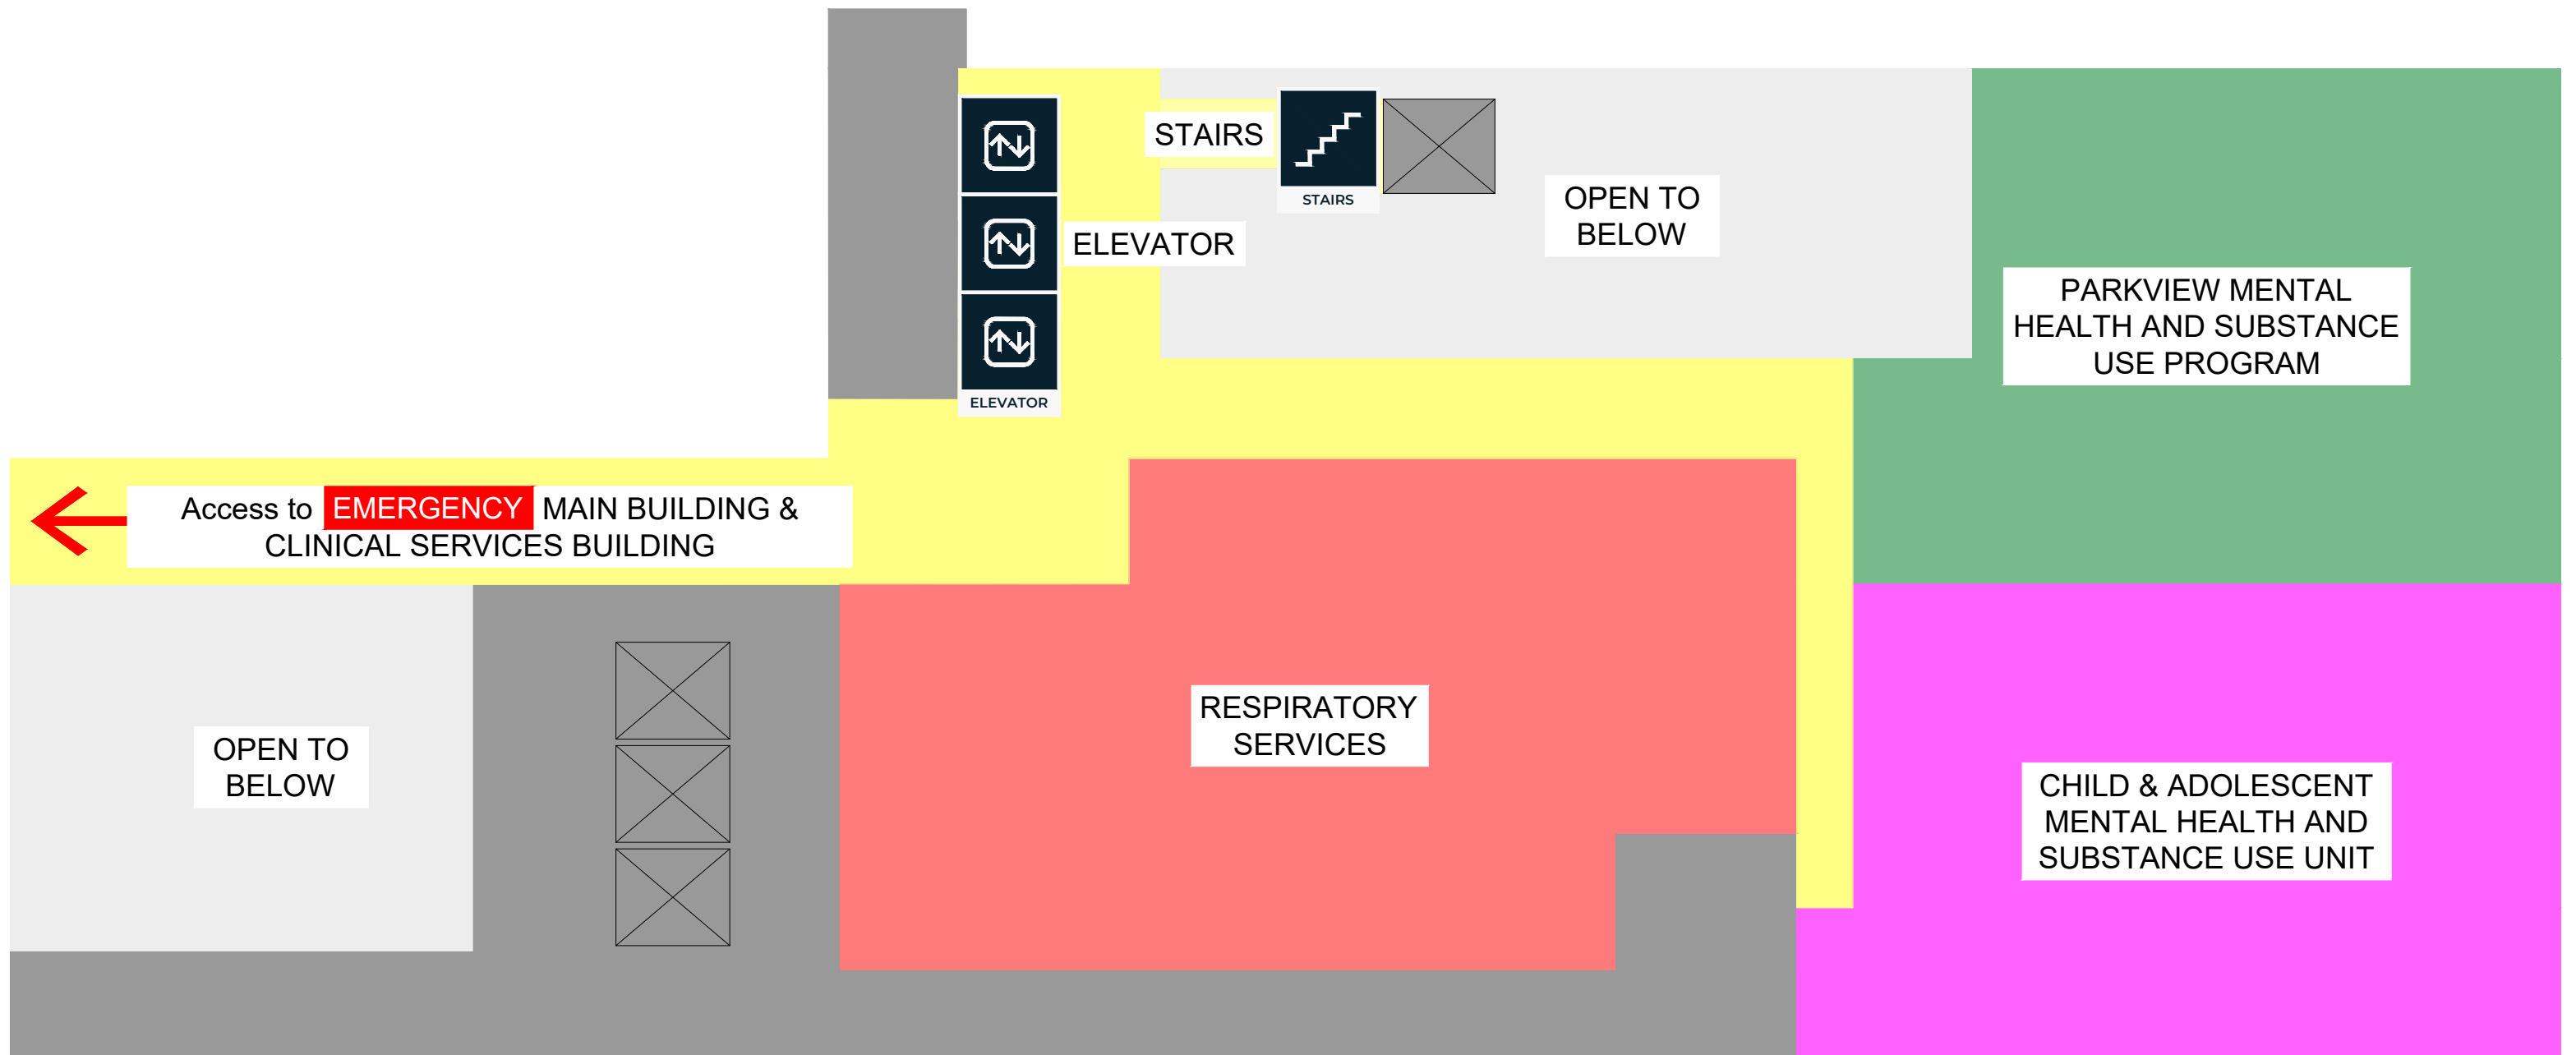 STAIRS
STAIRS
OPEN TO
BELOW
ELEVATOR
ELEVATOR
PARKVIEW MENTAL
HEALTH AND SUBSTANCE
USE PROGRAM
Access to EMERGENCY MAIN BUILDING &
CLINICAL SERVICES BUILDING
OPEN TO
BELOW
RESPIRATORY
SERVICES
CHILD & ADOLESCENT
MENTAL HEALTH AND
SUBSTANCE USE UNIT